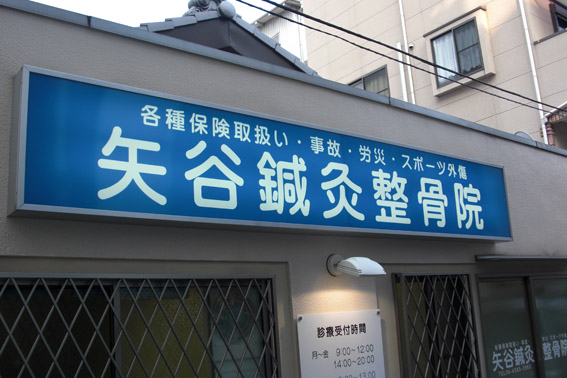 各種保険取扱い・事故・労災・スポーツ外傷
矢谷鍼灸整骨院
診療受付時間
月～金 9:00～12:00
14:00～20:00
矢谷鍼灸
整骨院